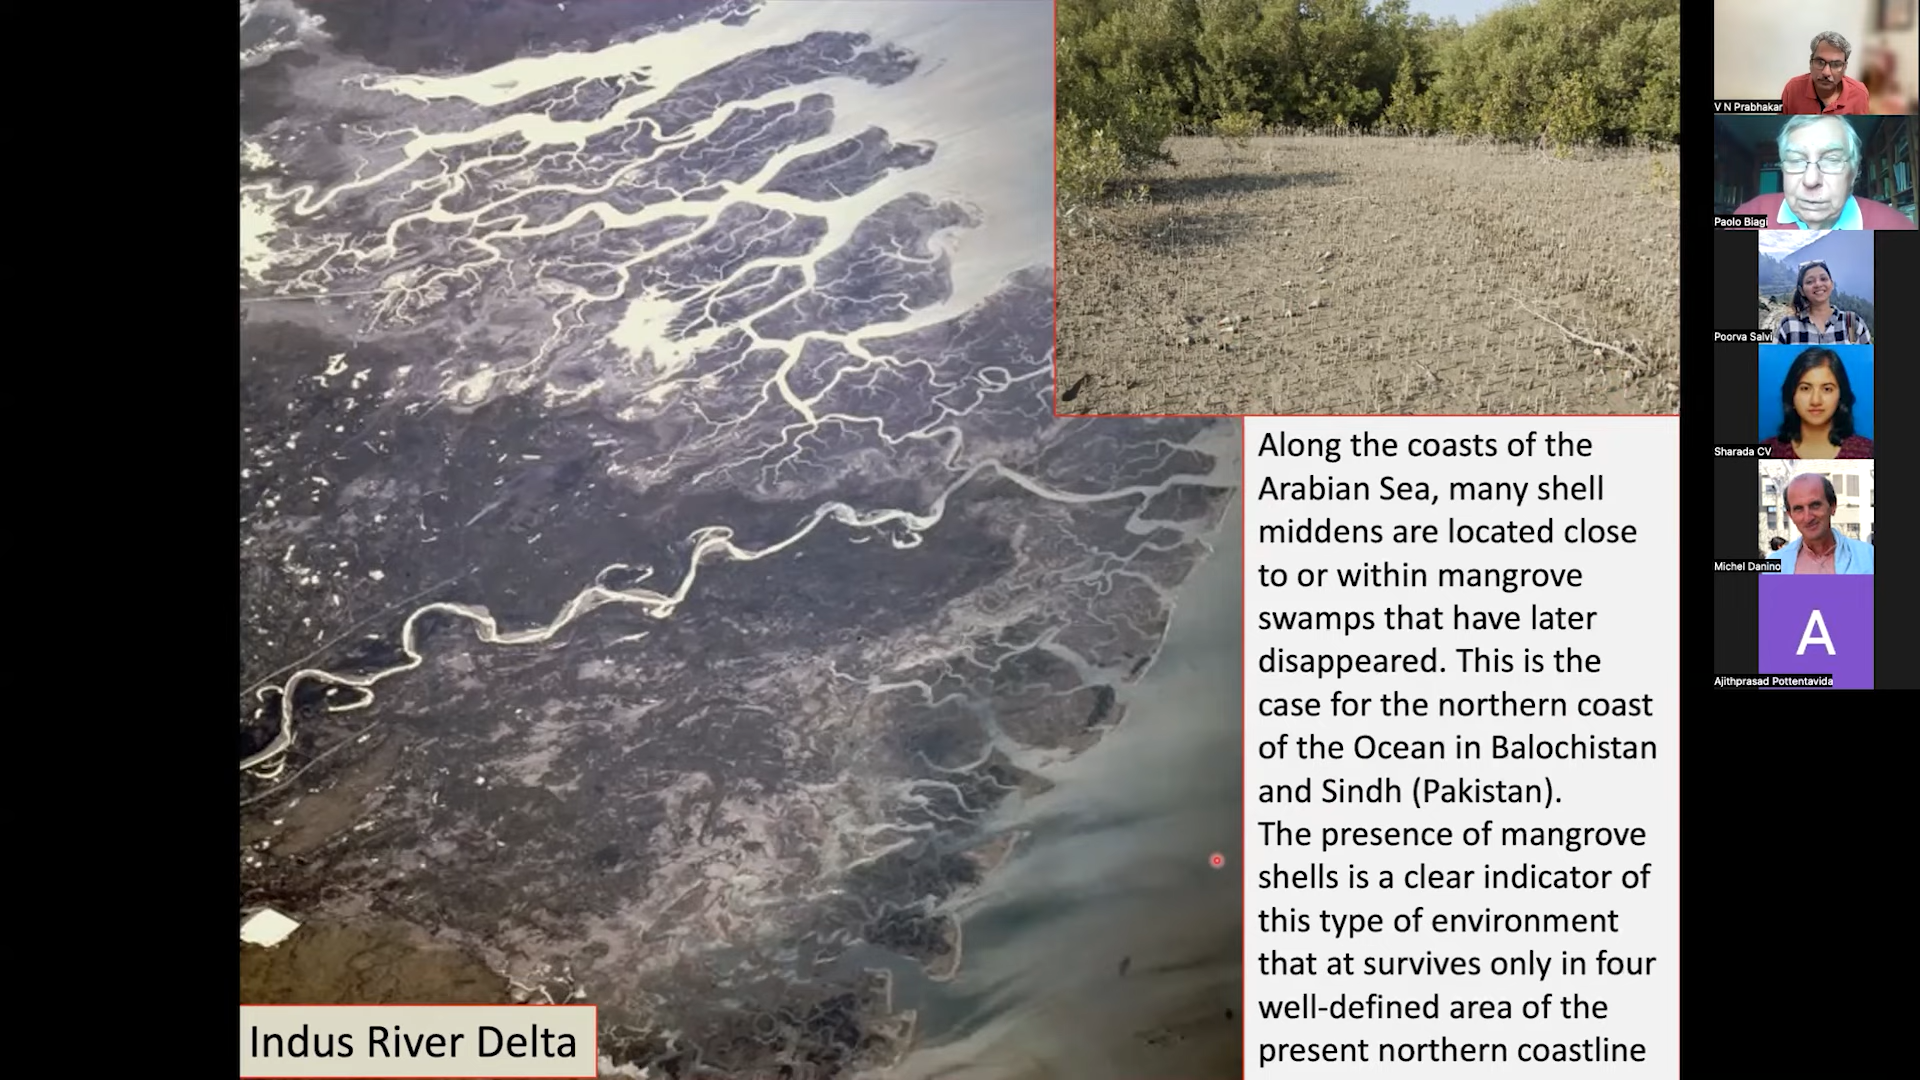 Along the coasts of the
Arabian Sea, many shell
middens are located close
to or within mangrove
swamps that have later
disappeared. This is the
case for the northern coast
of the Ocean in Balochistan
and Sindh (Pakistan).
The presence of mangrove
shells is a clear indicator of
this type of environment
that at survives only in four
well-defined area of the
present northern coastline
Indus River Delta
V N Prabhakar
Paolo Biagi
Poorva Salvi
Sharada CV
Michel Danino
A
Ajithprasad Pottentavida